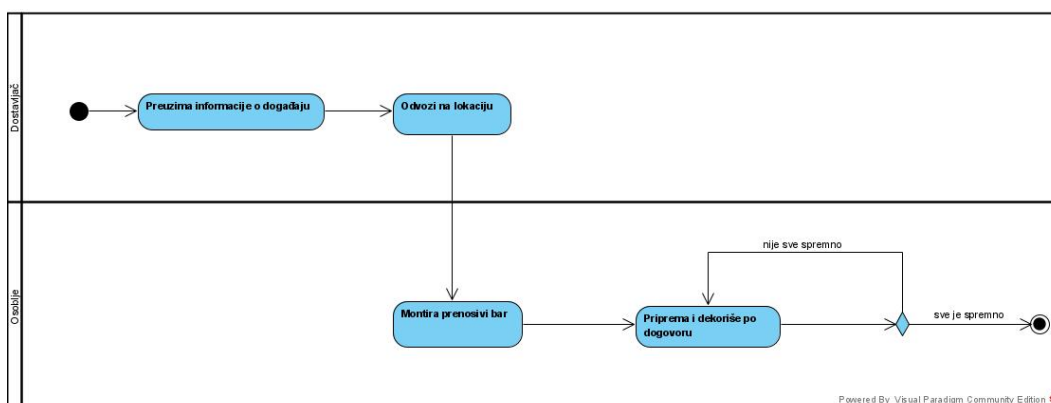 Dostavljač
Preuzima informacije o događaju
Odvozi na lokaciju
Osoblje
nije sve spremno
Montira prenosivi bar
Priprema i dekoriše po
dogovoru
sve je spremno
Powered By Visual Paradigm Community Edition